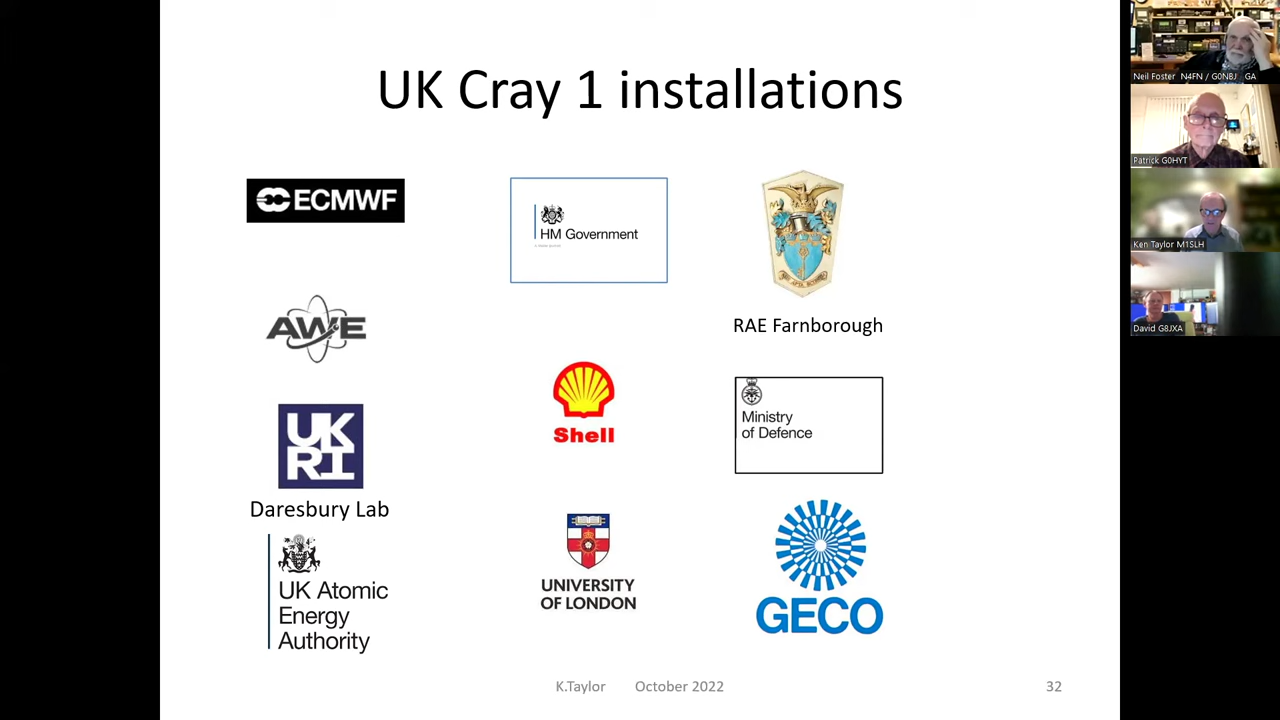 UK Cray 1 installations
ECMWF
HM Government
AWE
RAE Farnborough
Shell
Ministry
of Defence
UK
RI
Daresbury Lab
UNIVERSITY
OF LONDON
UK Atomic
Energy
Authority
GECO
K.Taylor October 2022
32
Neil Foster N4FN / G0NBJ GA
Patrick G0HYT
Ken Taylor M1SLH
David G8JXA